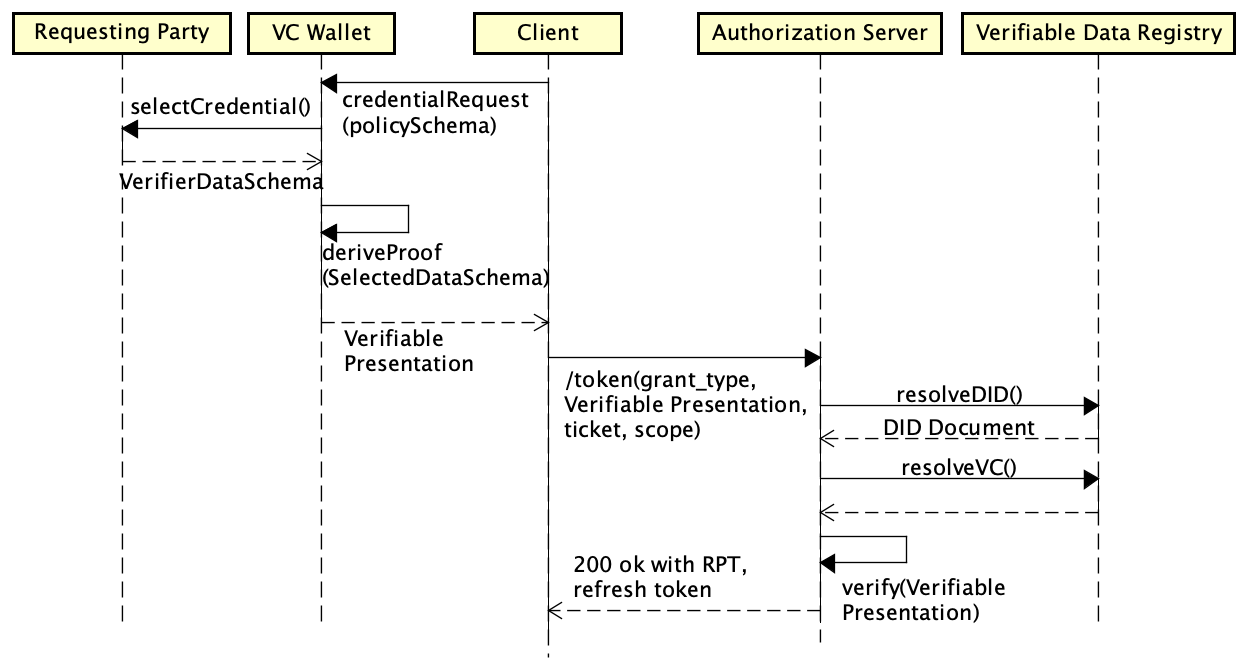 Requesting Party
VC Wallet
Client
Authorization Server
Verifiable Data Registry
credentialRequest
(policySchema)
selectCredential()
VerifierDataSchema
deriveProof
(SelectedDataSchema)
Verifiable
Presentation
/token(grant_type,
Verifiable Presentation,
ticket, scope)
resolveDID()
DID Document
resolveVC()
verify(Verifiable
Presentation)
200 ok with RPT,
refresh token